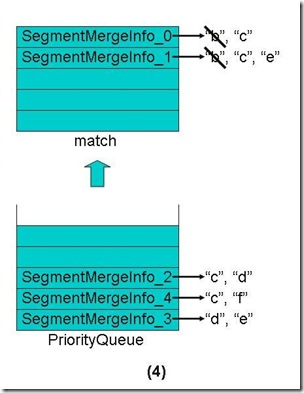 SegmentMergeInfo_0 “b”, “c”
SegmentMergeInfo_1 “b”, “c”, “e”
match
SegmentMergeInfo_2 “c”, “d”
SegmentMergeInfo_4 “c”, “f”
SegmentMergeInfo_3 “d”, “e”
PriorityQueue
(4)